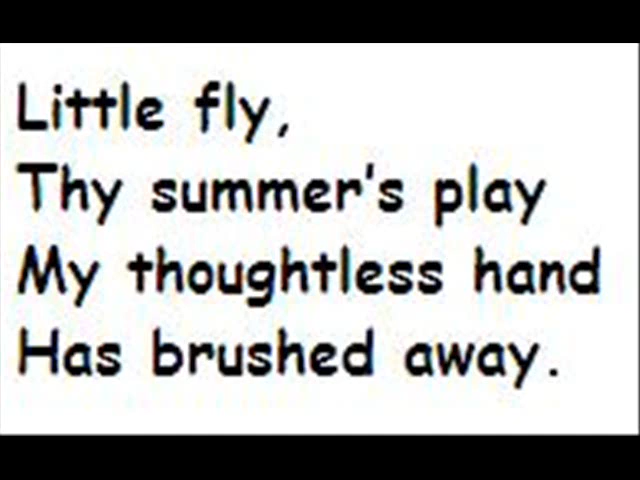 Little fly,
Thy summer's play
My thoughtless hand
Has brushed away.